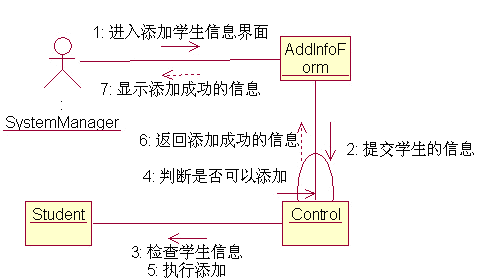 1: 进入添加学生信息界面
AddInfoF
orm
7: 显示添加成功的信息
:
SystemManager
6: 返回添加成功的信息
2: 提交学生的信息
4: 判断是否可以添加
Student
Control
3: 检查学生信息
5: 执行添加